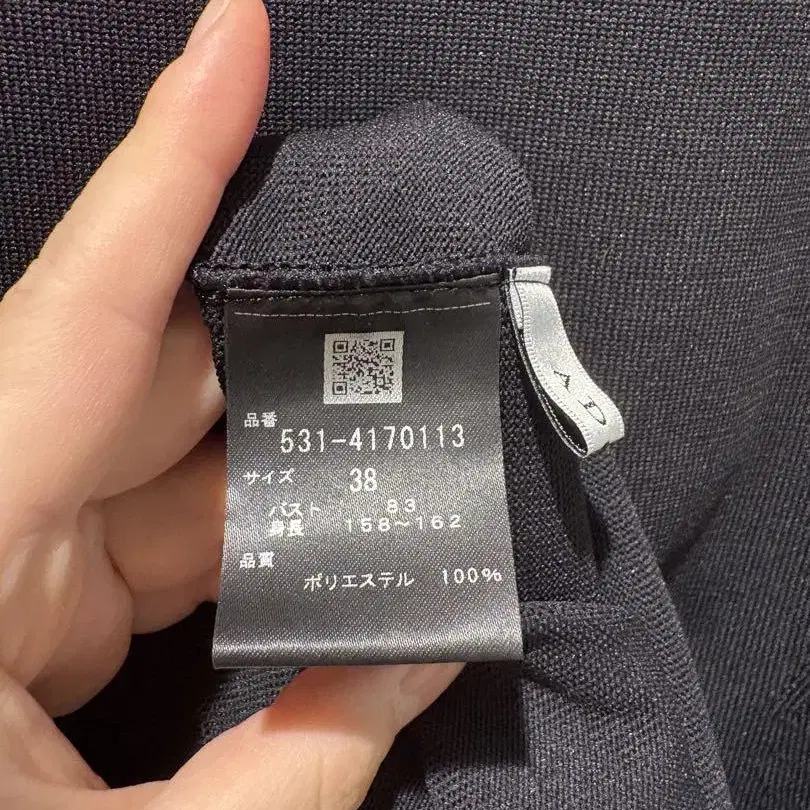 品番
531-4170113
サイズ 38
バスト 83
身長 158〜162
品質
ポリエステル 100%
A D